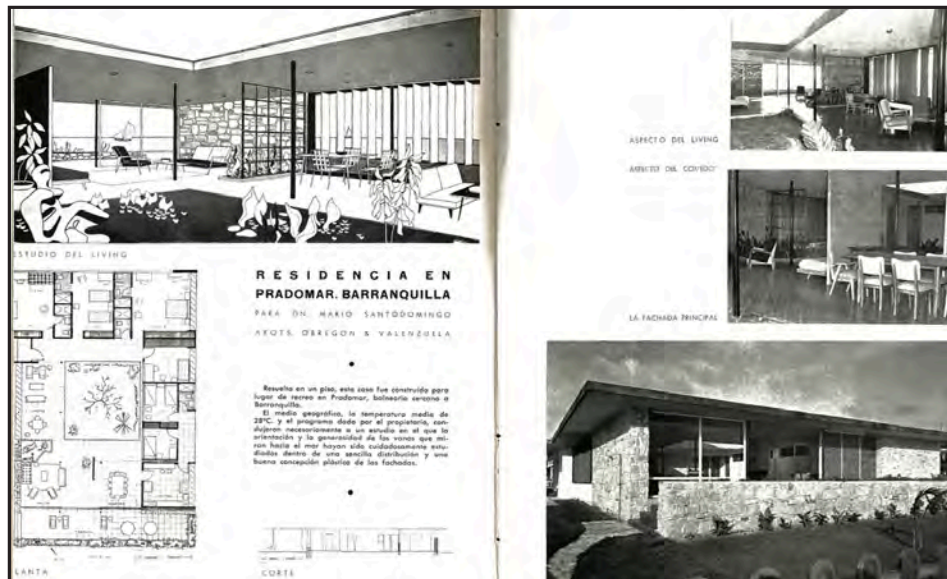 ESTUDIO DEL LIVING
RESIDENCIA EN
PRADOMAR. BARRANQUILLA
PARA DN. MARIO SANTODOMINGO
ARQTS. OBREGON & VALENZUELA
Resuelta en un piso, esta casa fue construida para
lugar de recreo en Pradomar, balneario cercano a
Barranquilla.
El medio geográfico, la temperatura media de
28°C. y el programa dado por el propietario, con-
dujeron necesariamente a un estudio en el que la
orientación y la generosidad de los vanos que mi-
ran hacia el mar hayan sido cuidadosamente estu-
diados dentro de una sencilla distribución y una
buena concepción plástica de las fachadas.
LANTA
CORTE
ASPECTO DEL LIVING
ASPECTO DEL COMEDOR
LA FACHADA PRINCIPAL